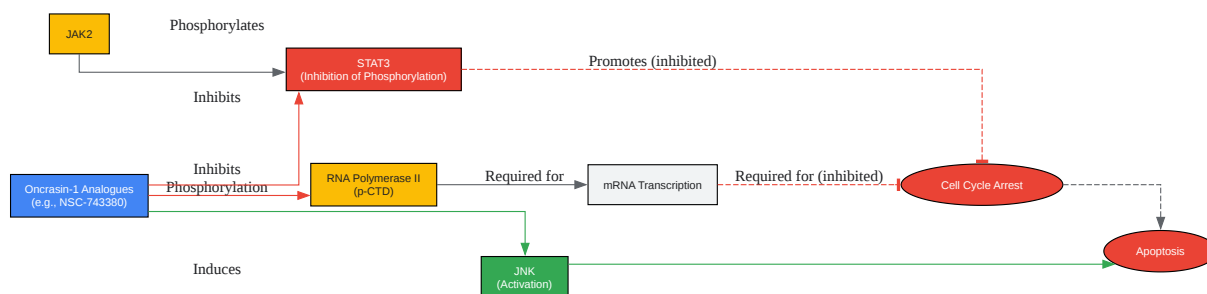 JAK2
Phosphorylates
STAT3
(Inhibition of Phosphorylation)
Promotes (inhibited)
Inhibits
Inhibits
Phosphorylation
Oncrasin-1 Analogues
(e.g., NSC-743380)
RNA Polymerase II
(p-CTD)
Required for
mRNA Transcription
Required for (inhibited)
Cell Cycle Arrest
Apoptosis
Induces
JNK
(Activation)